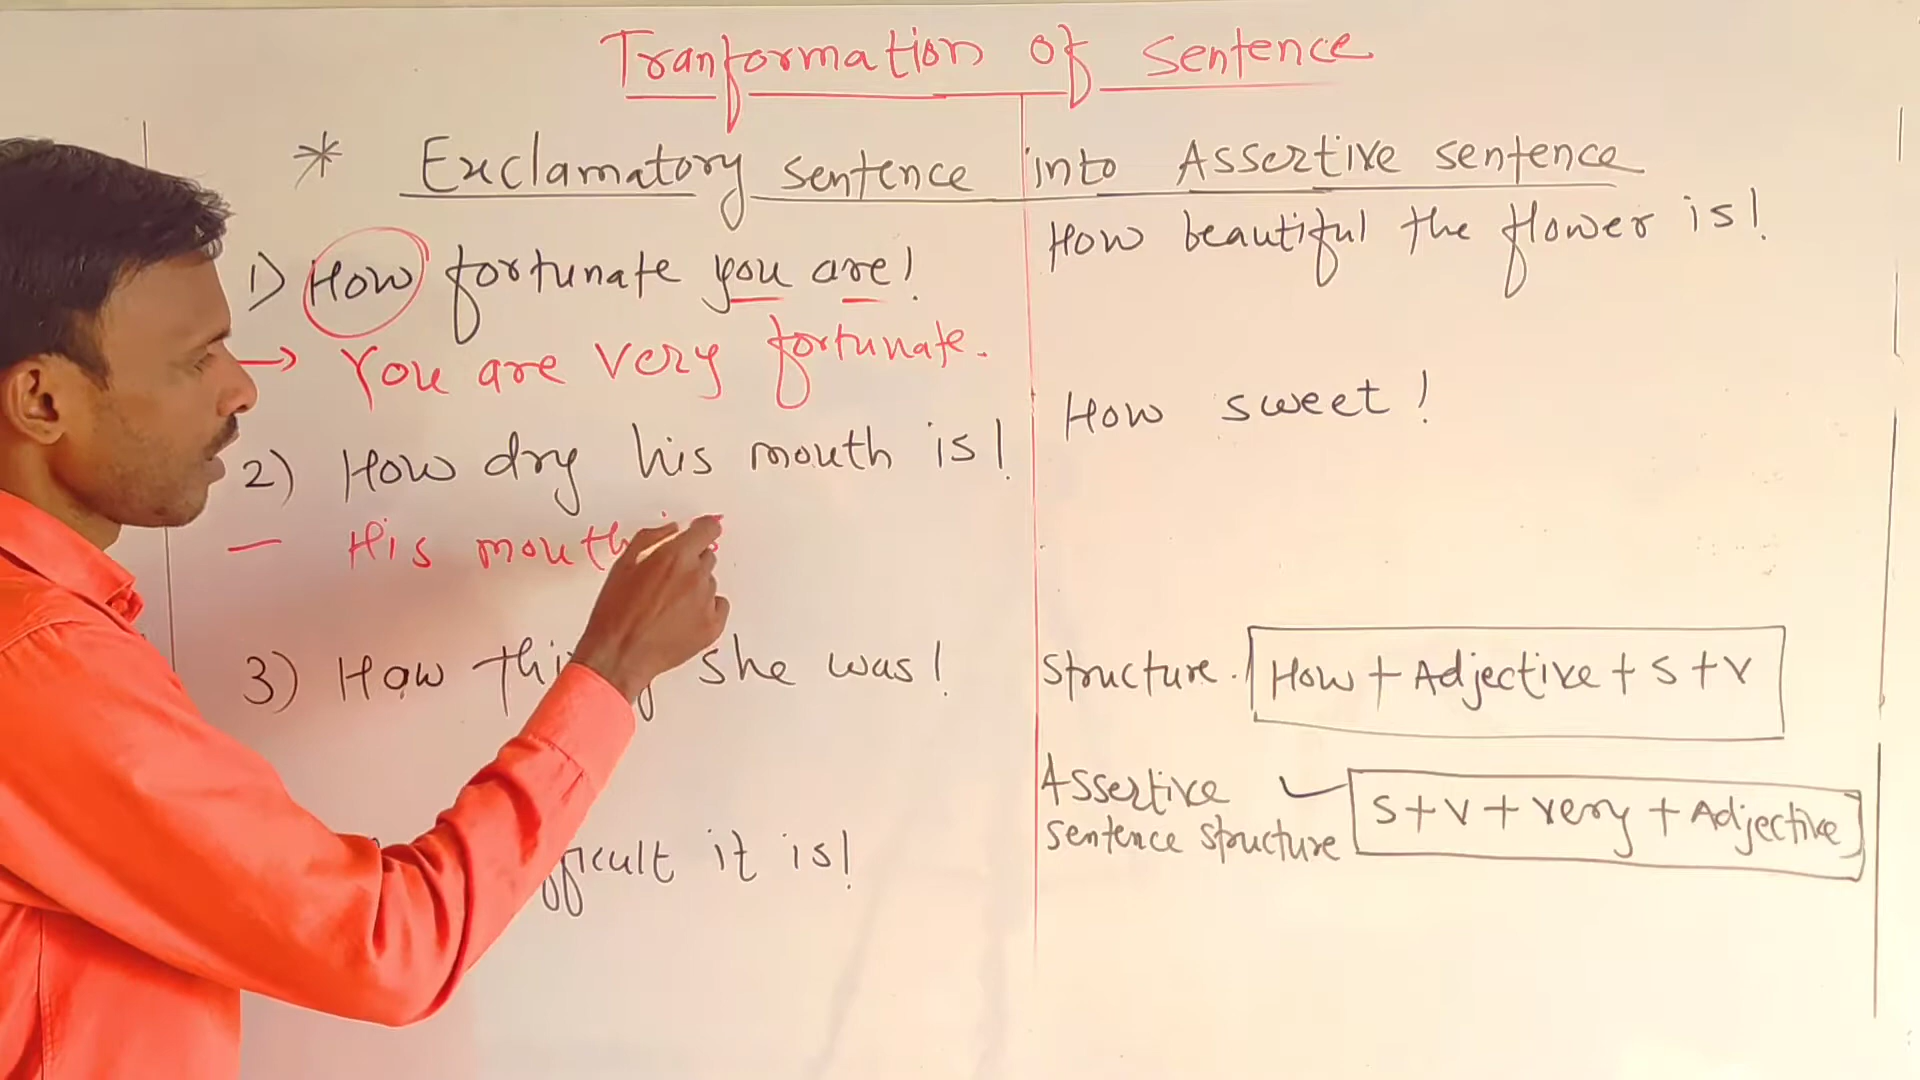 Tranformation of sentence
* Exclamatory sentence into Assertive sentence
1) How fortunate you are!
→ You are very fortunate.
2) How dry his mouth is!
— His mouth is
3) How she was!
it is!
How beautiful the flower is!
How sweet!
Structure. How + Adjective + S + V
Assertive sentence structure
S + V + very + Adjective